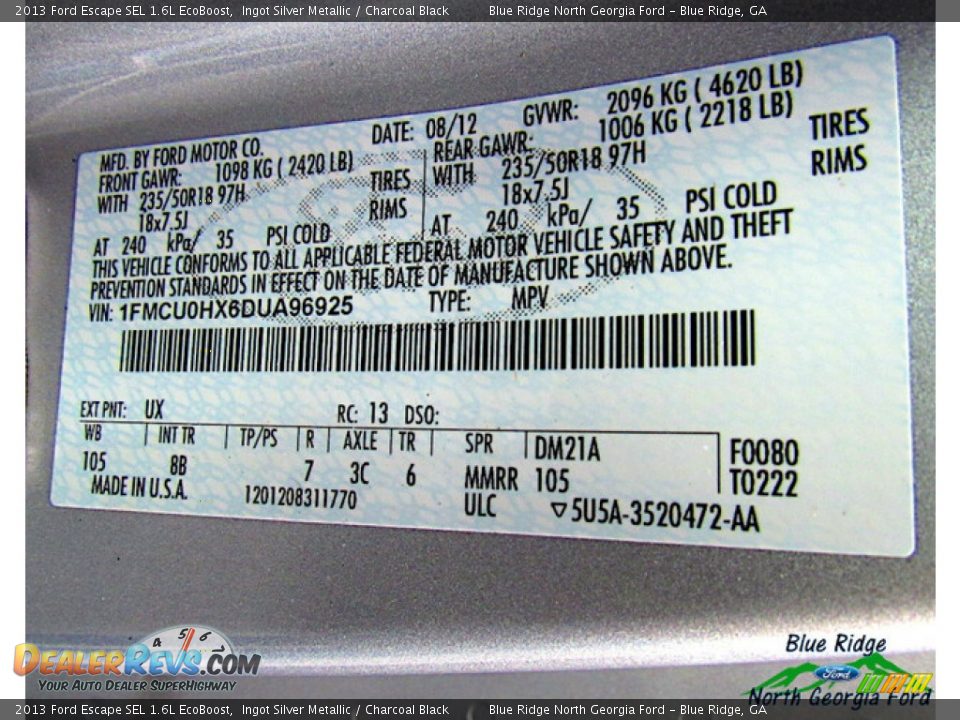 2013 Ford Escape SEL 1.6L EcoBoost, Ingot Silver Metallic / Charcoal Black Blue Ridge North Georgia Ford - Blue Ridge, GA
MFD. BY FORD MOTOR CO. DATE: 08/12 GVWR: 2096 KG ( 4620 LB)
FRONT GAWR: 1098 KG ( 2420 LB) REAR GAWR: 1006 KG ( 2218 LB)
WITH 235/50R18 97H TIRES WITH 235/50R18 97H TIRES
18x7.5J RIMS 18x7.5J RIMS
AT 240 kPa/ 35 PSI COLD AT 240 kPa/ 35 PSI COLD
THIS VEHICLE CONFORMS TO ALL APPLICABLE FEDERAL MOTOR VEHICLE SAFETY AND THEFT
PREVENTION STANDARDS IN EFFECT ON THE DATE OF MANUFACTURE SHOWN ABOVE.
VIN: 1FMCU0HX6DUA96925 TYPE: MPV
EXT PNT: UX RC: 13 DSO:
WB INT TR TP/PS R AXLE TR SPR DM21A F0080
105 8B 7 3C 6 MMRR 105 T0222
MADE IN U.S.A. 1201208311770 ULC ▽5U5A-3520472-AA
4 5 6
DEALERREVS.COM
YOUR AUTO DEALER SUPERHIGHWAY
Blue Ridge
Ford
North Georgia Ford
2013 Ford Escape SEL 1.6L EcoBoost, Ingot Silver Metallic / Charcoal Black Blue Ridge North Georgia Ford - Blue Ridge, GA